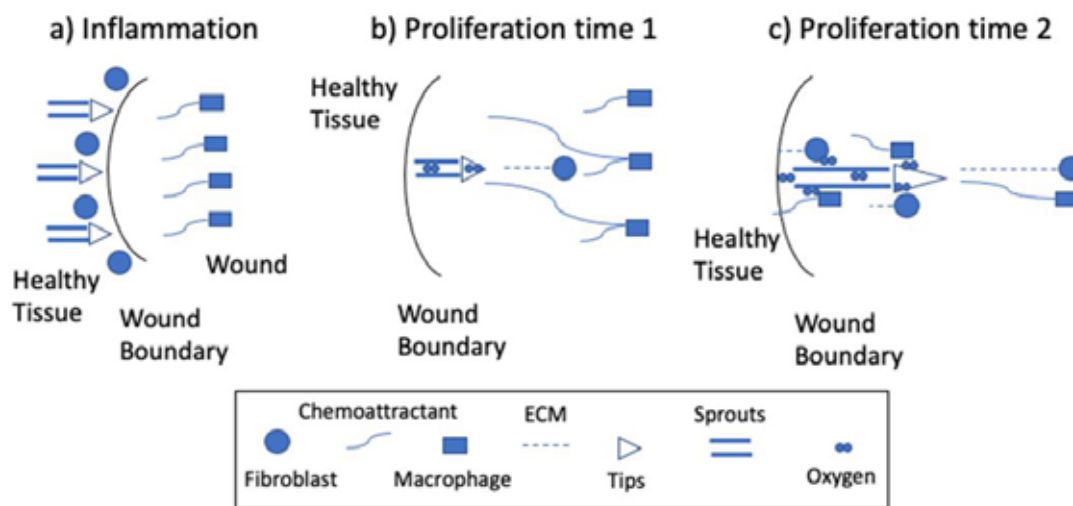 a) Inflammation
Healthy
Tissue
Wound
Boundary
Wound
b) Proliferation time 1
Healthy
Tissue
Wound
Boundary
c) Proliferation time 2
Healthy
Tissue
Wound
Boundary
Chemoattractant
ECM
Sprouts
Fibroblast
Macrophage
Tips
Oxygen